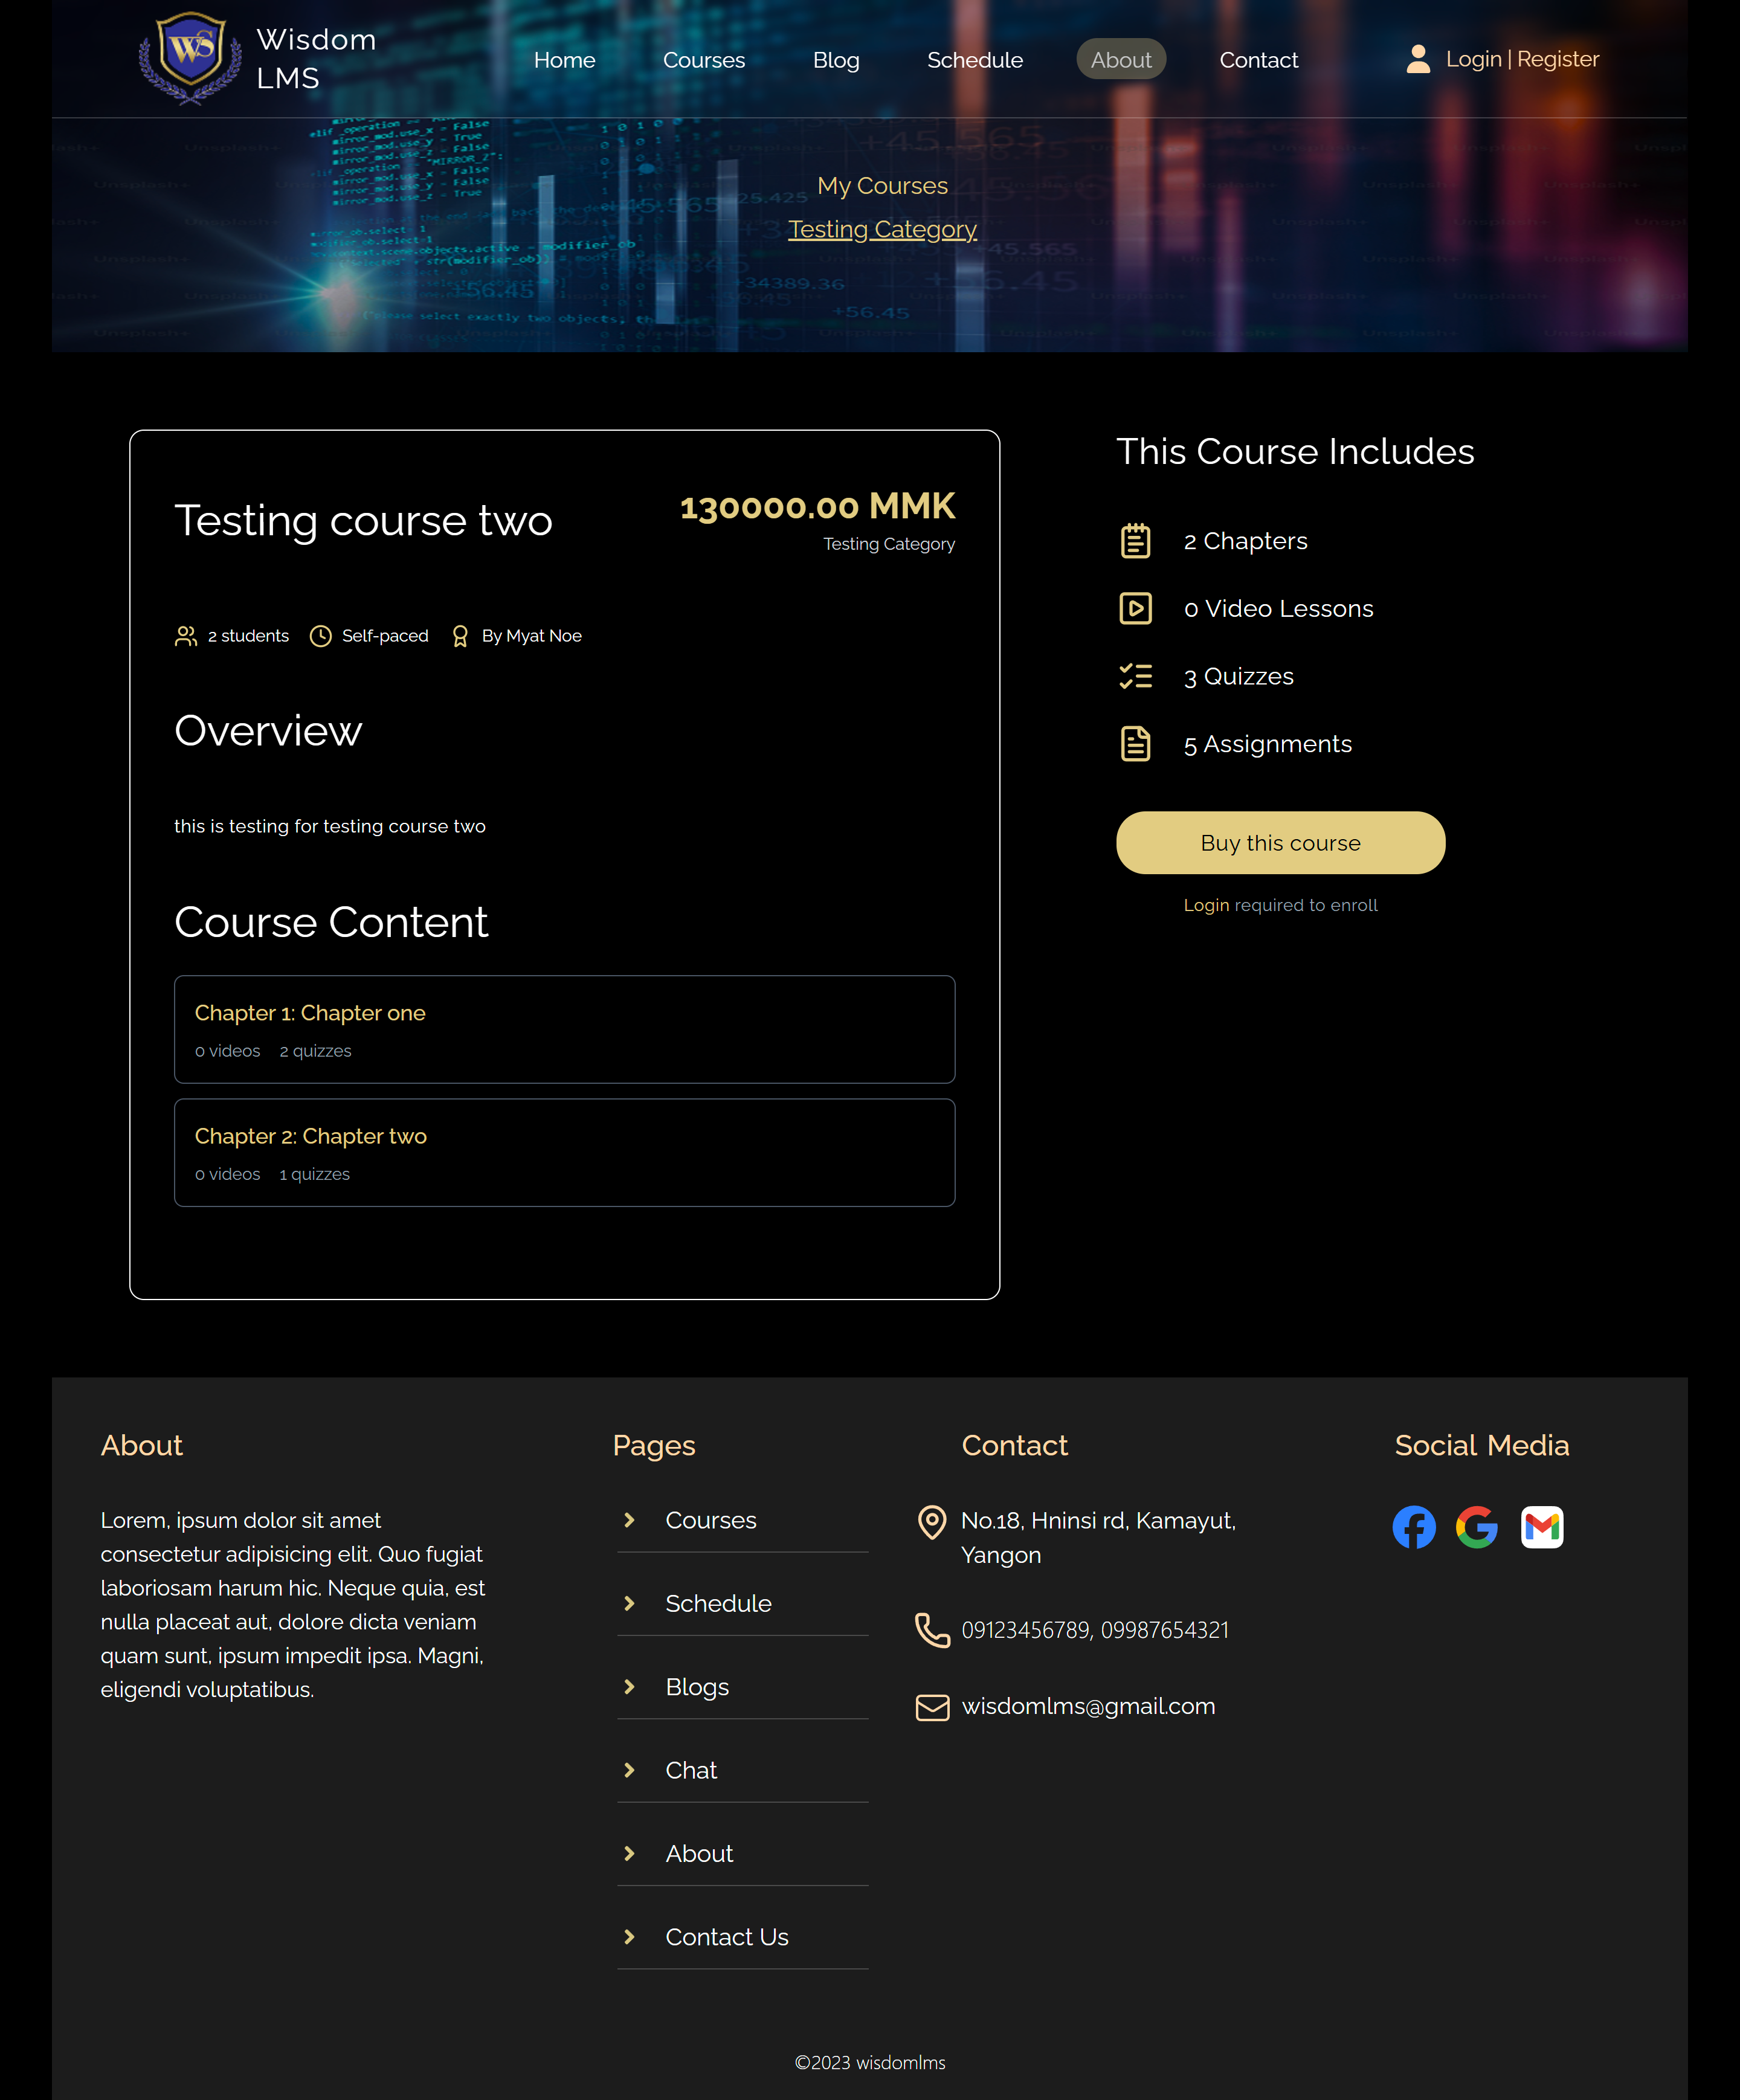 Wisdom
LMS
Home
Courses
Blog
Schedule
About
Contact
Login | Register
My Courses
Testing Category
Testing course two
130000.00 MMK
Testing Category
2 students
Self-paced
By Myat Noe
Overview
this is testing for testing course two
Course Content
Chapter 1: Chapter one
0 videos 2 quizzes
Chapter 2: Chapter two
0 videos 1 quizzes
This Course Includes
2 Chapters
0 Video Lessons
3 Quizzes
5 Assignments
Buy this course
Login required to enroll
About
Lorem, ipsum dolor sit amet
consectetur adipisicing elit. Quo fugiat
laboriosam harum hic. Neque quia, est
nulla placeat aut, dolore dicta veniam
quam sunt, ipsum impedit ipsa. Magni,
eligendi voluptatibus.
Pages
Courses
Schedule
Blogs
Chat
About
Contact Us
Contact
No.18, Hninsi rd, Kamayut,
Yangon
09123456789, 09987654321
wisdomlms@gmail.com
Social Media
©2023 wisdomlms